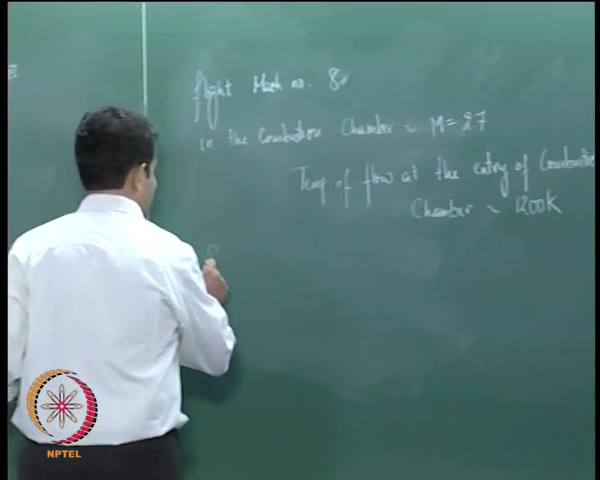 flight Mach no. 8
in the Combustion Chamber ~ M = 2.7
Temp of flow at the entry of Combustion
Chamber ~ 1200K
NPTEL